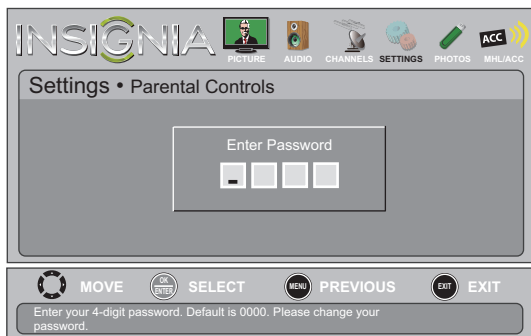 INSIGNIA
PICTURE AUDIO CHANNELS SETTINGS PHOTOS MHL/ACC
ACC
Settings • Parental Controls
Enter Password
MOVE OK ENTER SELECT MENU PREVIOUS EXIT EXIT
Enter your 4-digit password. Default is 0000. Please change your
password.